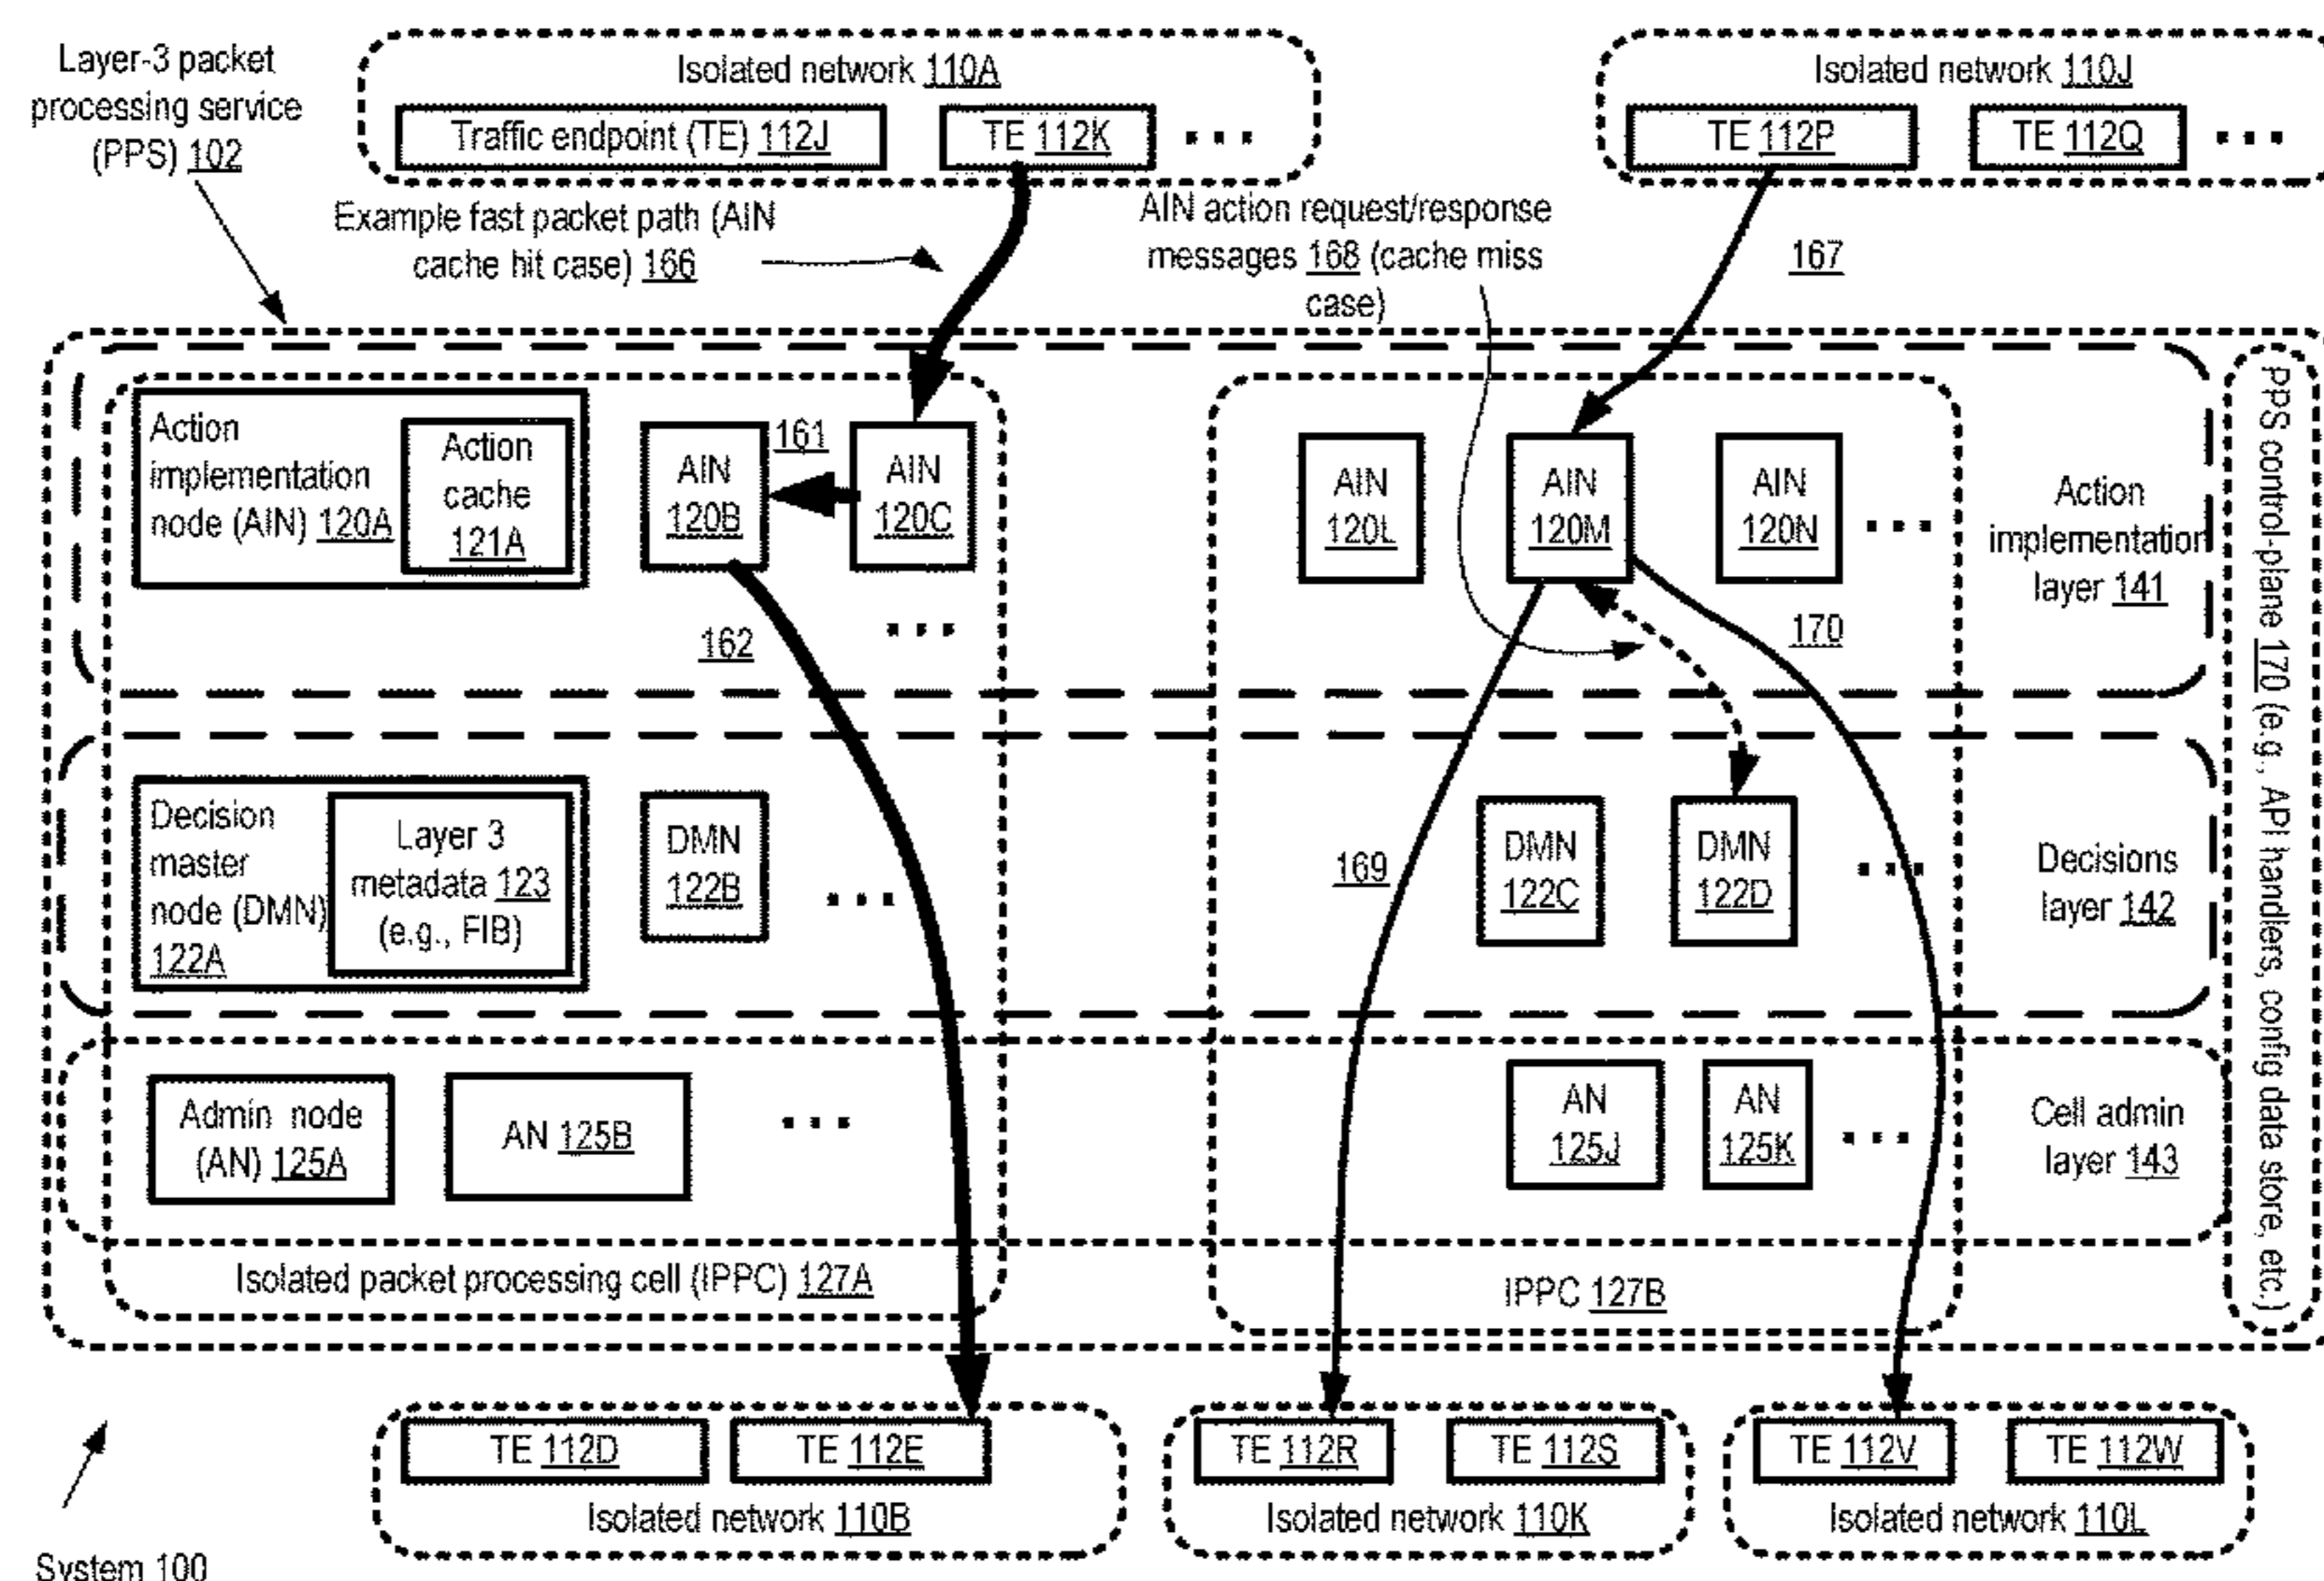 Layer-3 packet
processing service
(PPS) 102
Isolated network 110A
Traffic endpoint (TE) 112J
TE 112K
Isolated network 110J
TE 112P
TE 112Q
Example fast packet path (AIN
cache hit case) 166
AIN action request/response
messages 168 (cache miss
case)
167
Action
implementation
node (AIN) 120A
Action
cache
121A
AIN
120B
161
AIN
120C
162
AIN
120L
AIN
120M
AIN
120N
170
Action
implementation
layer 141
PPS control-plane 170 (e.g., API handlers, config data store, etc.)
Decision
master
node (DMN)
122A
Layer 3
metadata 123
(e.g., FIB)
DMN
122B
169
DMN
122C
DMN
122D
Decisions
layer 142
Admin node
(AN) 125A
AN 125B
AN
125J
AN
125K
Cell admin
layer 143
Isolated packet processing cell (IPPC) 127A
IPPC 127B
TE 112D
TE 112E
Isolated network 110B
TE 112R
TE 112S
Isolated network 110K
TE 112V
TE 112W
Isolated network 110L
System 100